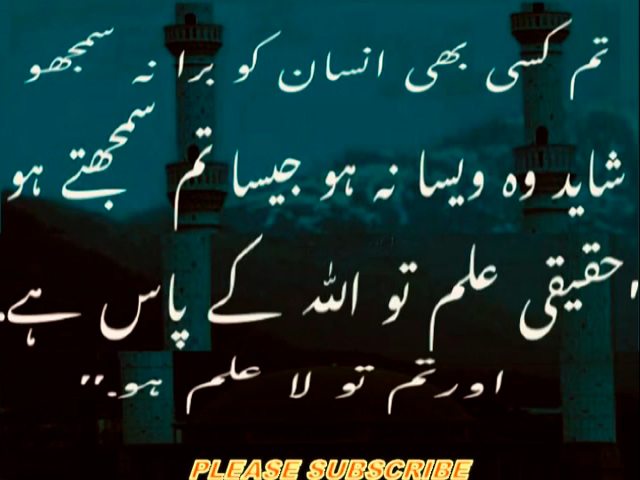 تم کسی بھی انسان کو برا نہ سمجھو
شاید وہ ویسا نہ ہو جیسا تم سمجھتے ہو
"حقیقی علم تو اللہ کے پاس ہے.
اور تم تو لا علم ہو."
PLEASE SUBSCRIBE